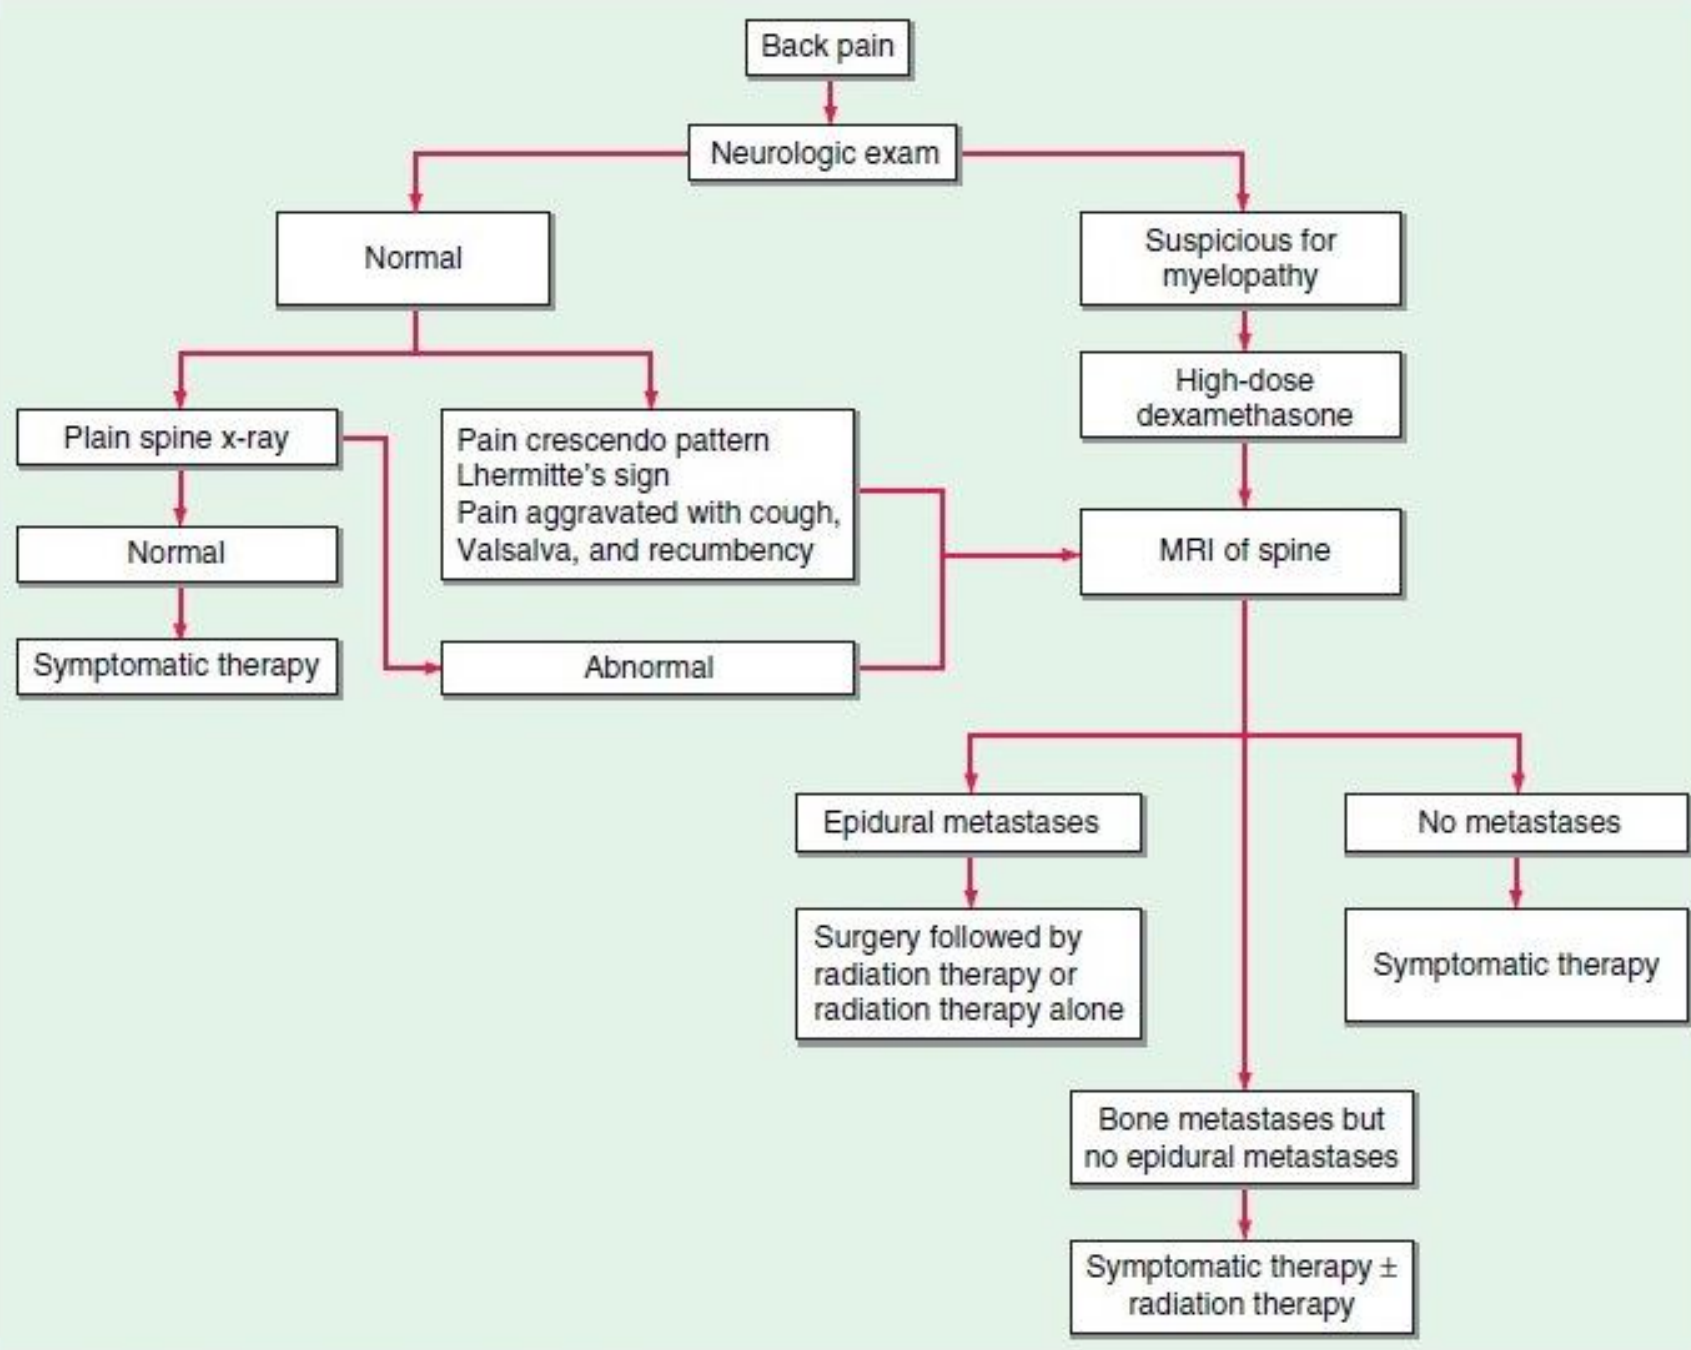 Back pain
Neurologic exam
Normal
Suspicious for
myelopathy
High-dose
dexamethasone
Plain spine x-ray
Pain crescendo pattern
Lhermitte's sign
Pain aggravated with cough,
Valsalva, and recumbency
Normal
MRI of spine
Symptomatic therapy
Abnormal
Epidural metastases
No metastases
Surgery followed by
radiation therapy or
radiation therapy alone
Symptomatic therapy
Bone metastases but
no epidural metastases
Symptomatic therapy ±
radiation therapy